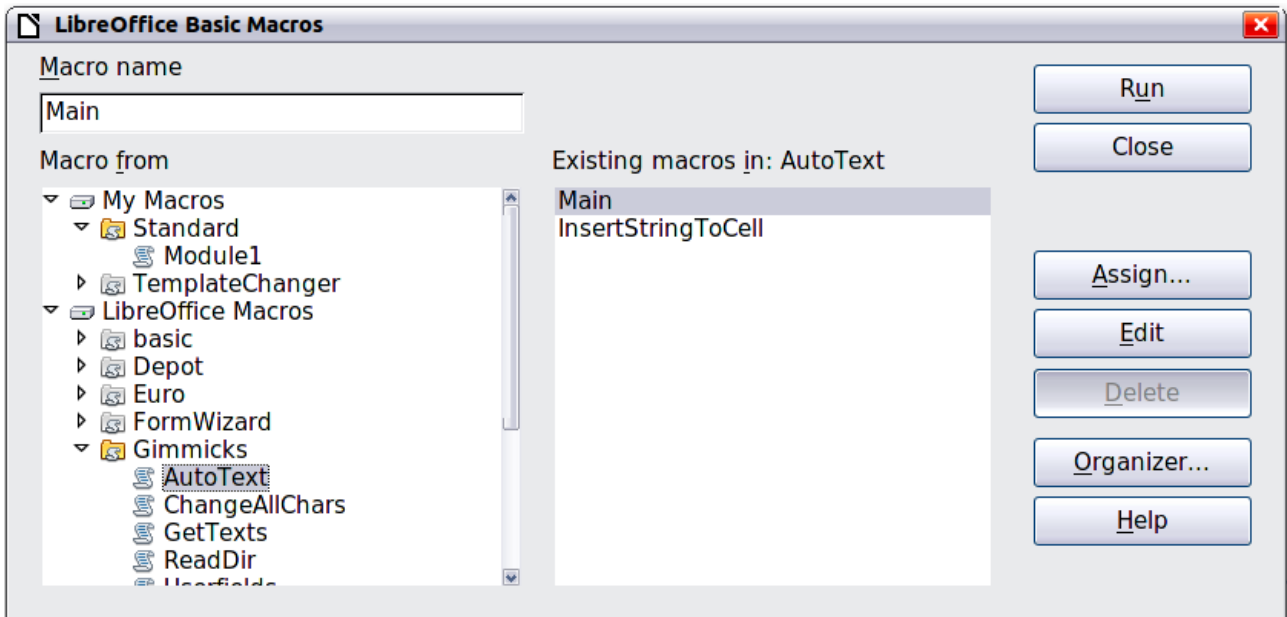 LibreOffice Basic Macros
Macro name
Main
Macro from
My Macros
Standard
Module1
TemplateChanger
LibreOffice Macros
basic
Depot
Euro
FormWizard
Gimmicks
AutoText
ChangeAllChars
GetTexts
ReadDir
Userfields
Existing macros in: AutoText
Main
InsertStringToCell
Run
Close
Assign...
Edit
Delete
Organizer...
Help